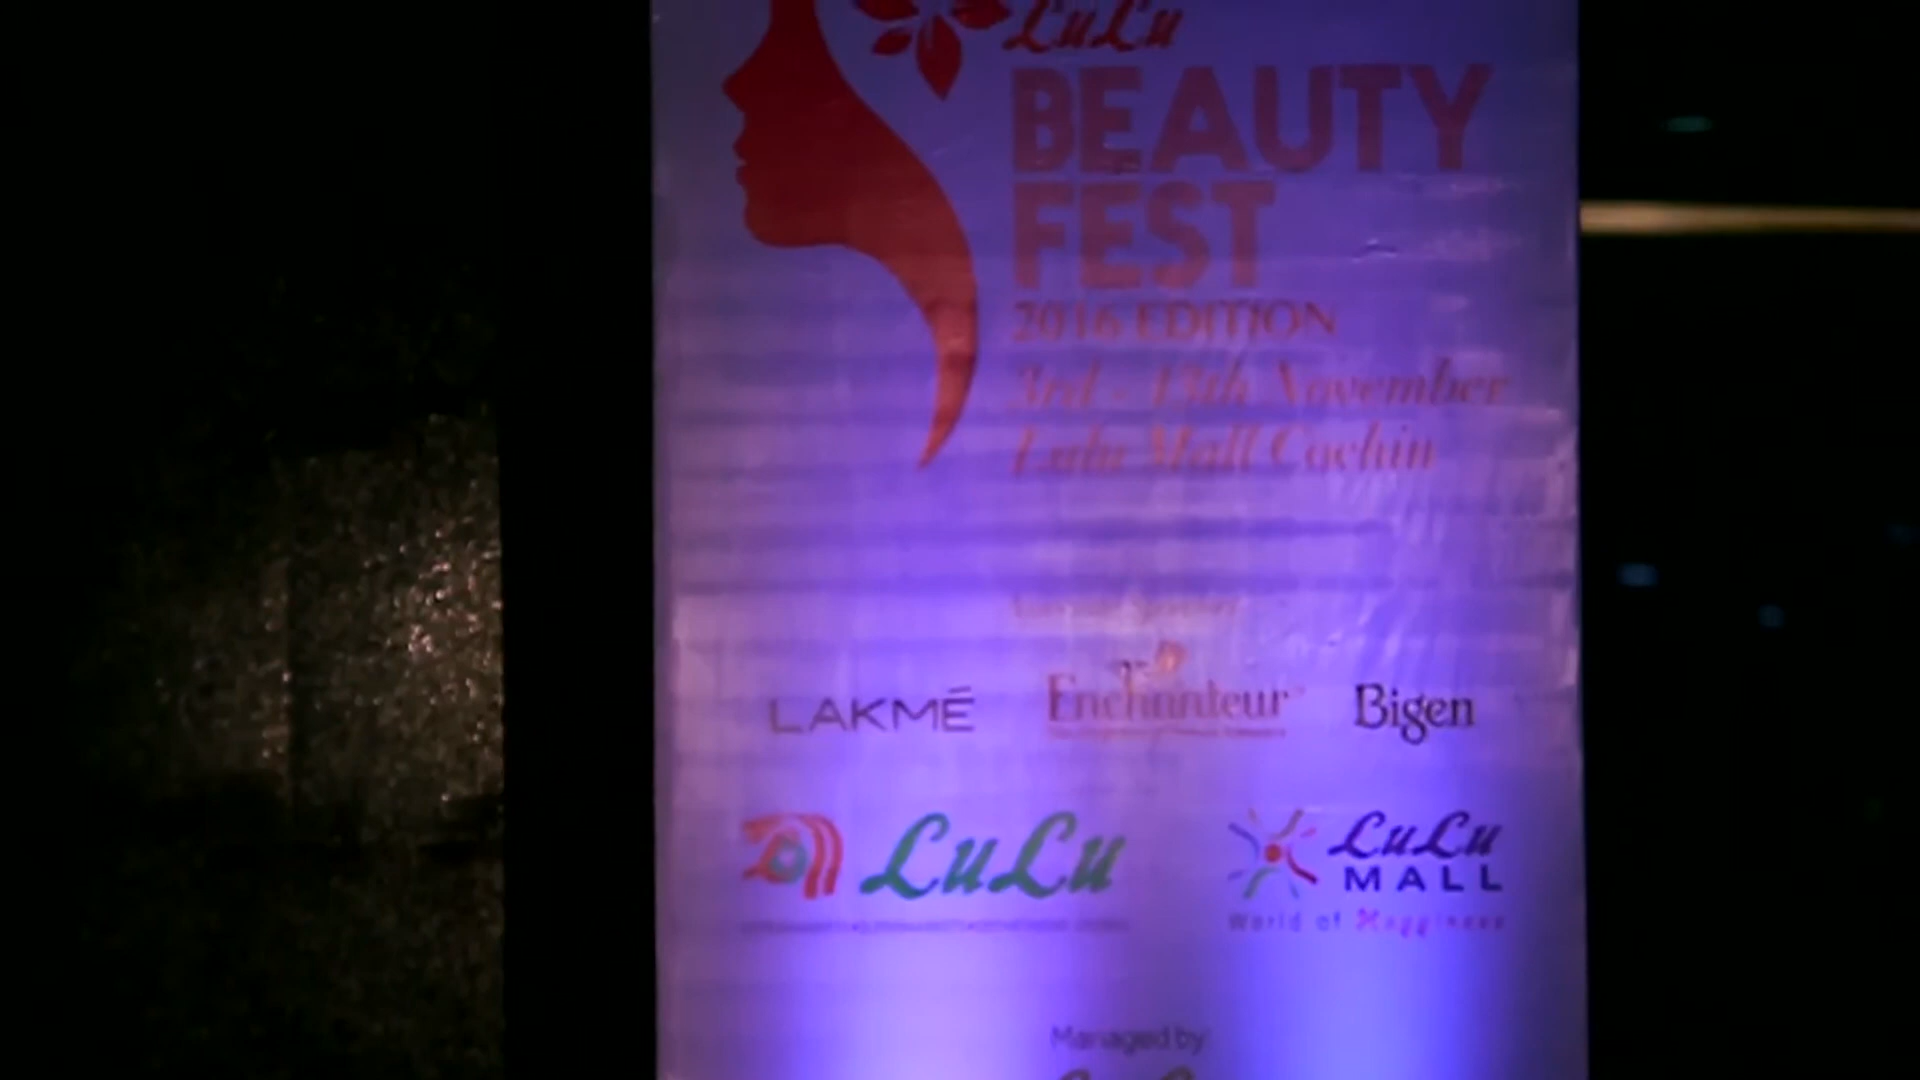 LuLu
BEAUTY
FEST
2016 EDITION
3rd - 13th November
Lulu Mall Cochin
LAKMÉ
Enchanteur
Bigen
LuLu
LuLu
MALL
World of Happiness
Managed by